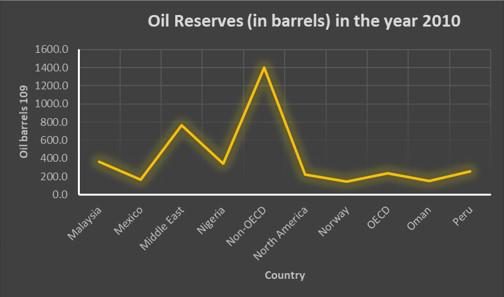 Oil Reserves (in barrels) in the year 2010
1600.0
1400.0
1200.0
1000.0
800.0
600.0
400.0
200.0
0.0
Oil barrels 109
Malaysia
Mexico
Middle East
Nigeria
Non-OECD
North America
Norway
OECD
Oman
Peru
Country